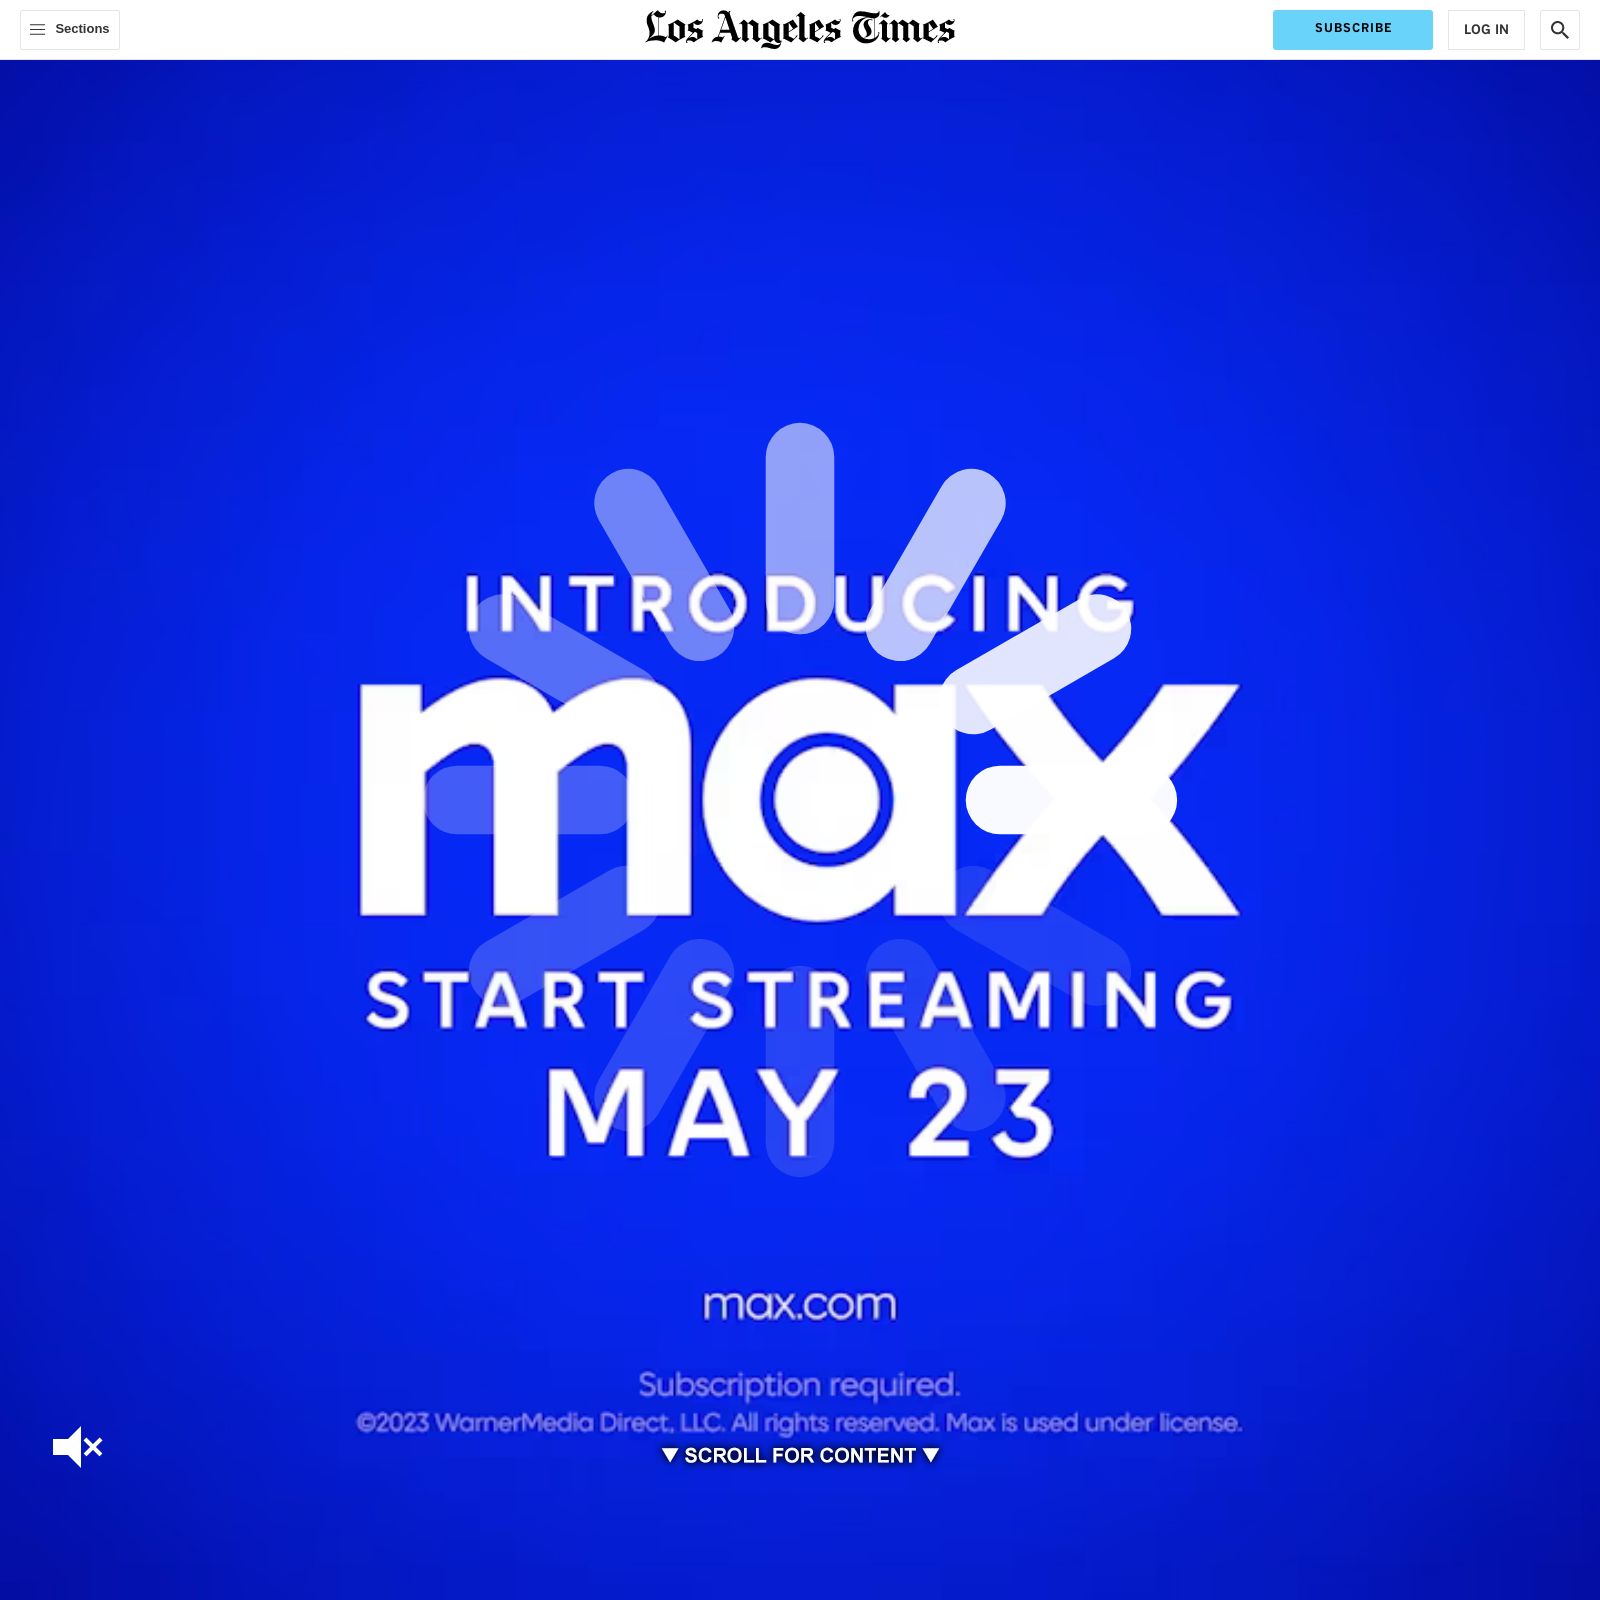 Sections
Los Angeles Times
SUBSCRIBE
LOG IN
INTRODUCING
max
START STREAMING
MAY 23
max.com
Subscription required.
©2023 WarnerMedia Direct, LLC. All rights reserved. Max is used under license.
▼ SCROLL FOR CONTENT ▼